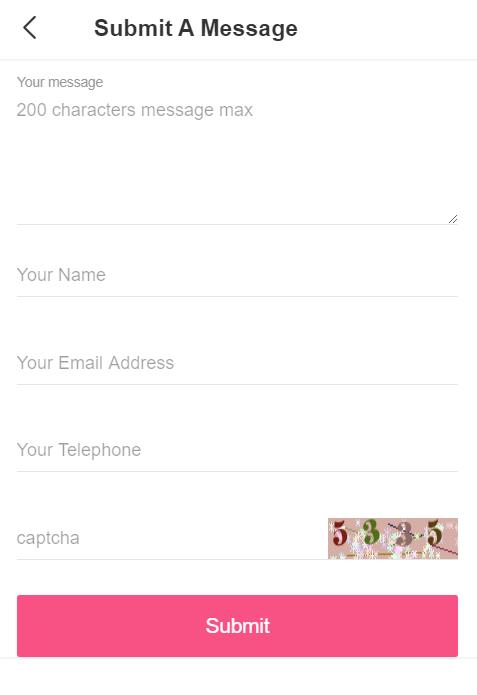 Submit A Message
Your message
200 characters message max
Your Name
Your Email Address
Your Telephone
captcha
5 3 3 5
Submit